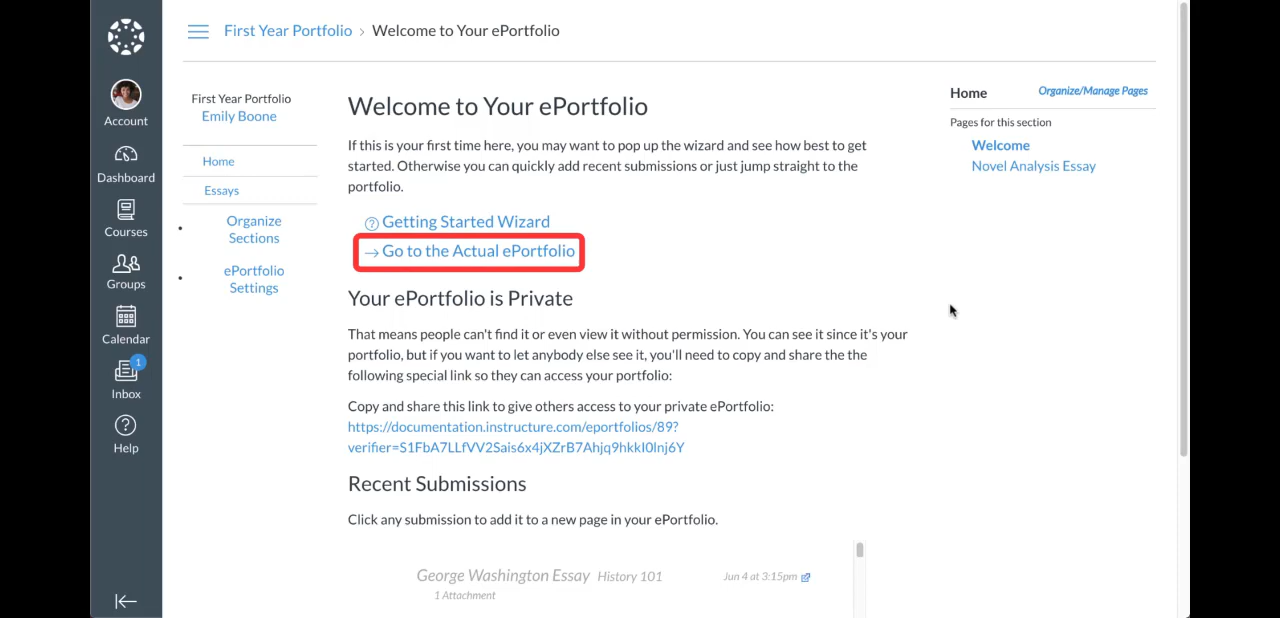 First Year Portfolio › Welcome to Your ePortfolio
Account
Dashboard
Courses
Groups
Calendar
1
Inbox
Help
First Year Portfolio
Emily Boone
Home
Essays
Organize
Sections
ePortfolio
Settings
Welcome to Your ePortfolio
If this is your first time here, you may want to pop up the wizard and see how best to get
started. Otherwise you can quickly add recent submissions or just jump straight to the
portfolio.
Getting Started Wizard
Go to the Actual ePortfolio
Your ePortfolio is Private
That means people can't find it or even view it without permission. You can see it since it's your
portfolio, but if you want to let anybody else see it, you'll need to copy and share the the
following special link so they can access your portfolio:
Copy and share this link to give others access to your private ePortfolio:
https://documentation.instructure.com/eportfolios/89?
verifier=S1FbA7LLfVV2Sais6x4jXZrB7Ahjq9hkkI0lnj6Y
Recent Submissions
Click any submission to add it to a new page in your ePortfolio.
George Washington Essay History 101 Jun 4 at 3:15pm
1 Attachment
Home Organize/Manage Pages
Pages for this section
Welcome
Novel Analysis Essay